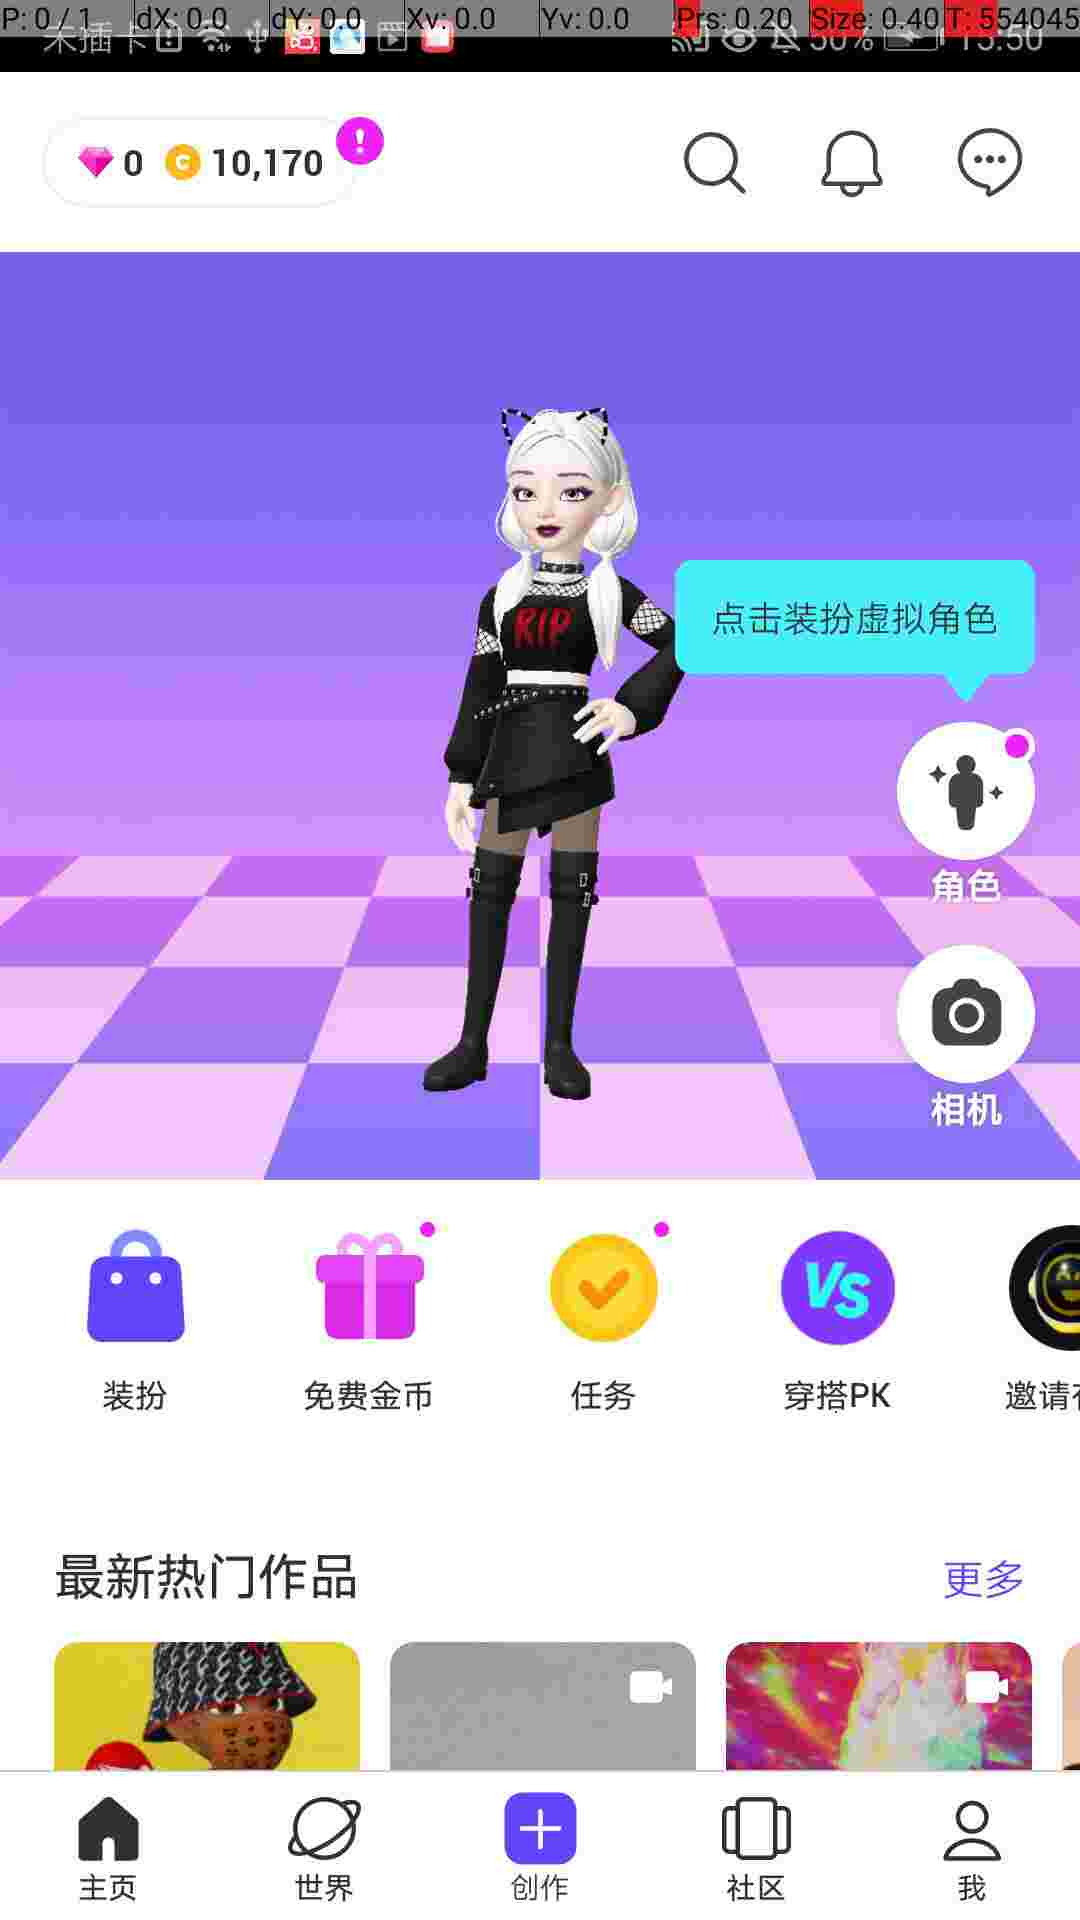 P: 0 / 1 dX: 0.0 dY: 0.0 Xv: 0.0 Yv: 0.0 Prs: 0.20 Size: 0.40 T: 554045
未插卡 50% 15:50
0 C 10,170 !
RIP
点击装扮虚拟角色
角色
相机
VS
装扮 免费金币 任务 穿搭PK 邀请
最新热门作品 更多
主页 世界 创作 社区 我